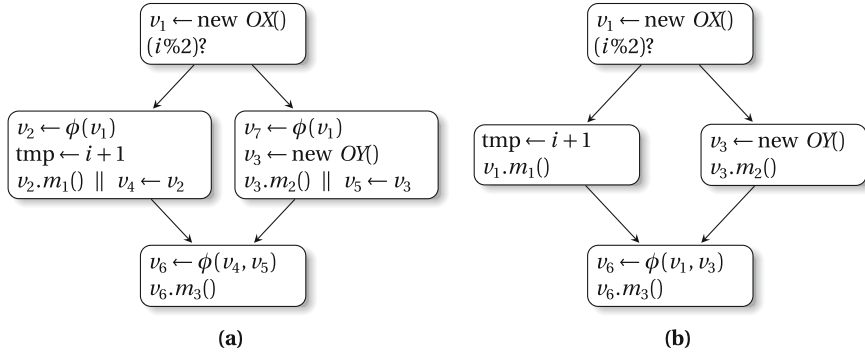 v₁ ← new OX()
(i%2)?
v₂ ← ϕ(v₁)
tmp ← i + 1
v₂.m₁() ∥ v₄ ← v₂
v₇ ← ϕ(v₁)
v₃ ← new OY()
v₃.m₂() ∥ v₅ ← v₃
v₆ ← ϕ(v₄, v₅)
v₆.m₃()
(a)
v₁ ← new OX()
(i%2)?
tmp ← i + 1
v₁.m₁()
v₃ ← new OY()
v₃.m₂()
v₆ ← ϕ(v₁, v₃)
v₆.m₃()
(b)